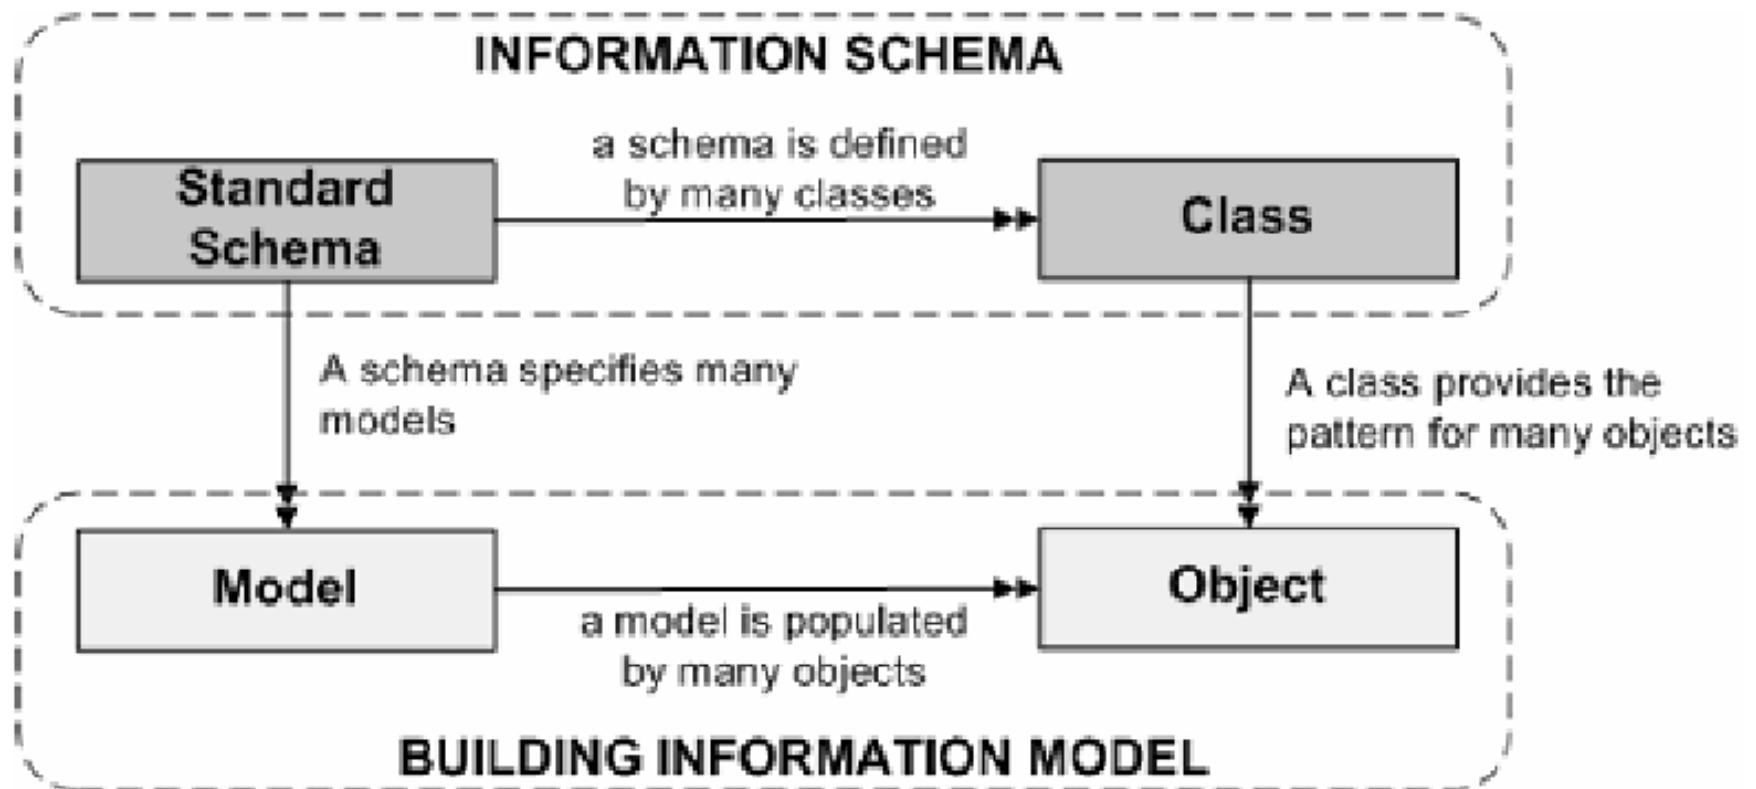 INFORMATION SCHEMA
a schema is defined
by many classes
Standard
Schema
Class
A schema specifies many
models
A class provides the
pattern for many objects
Model
Object
a model is populated
by many objects
BUILDING INFORMATION MODEL